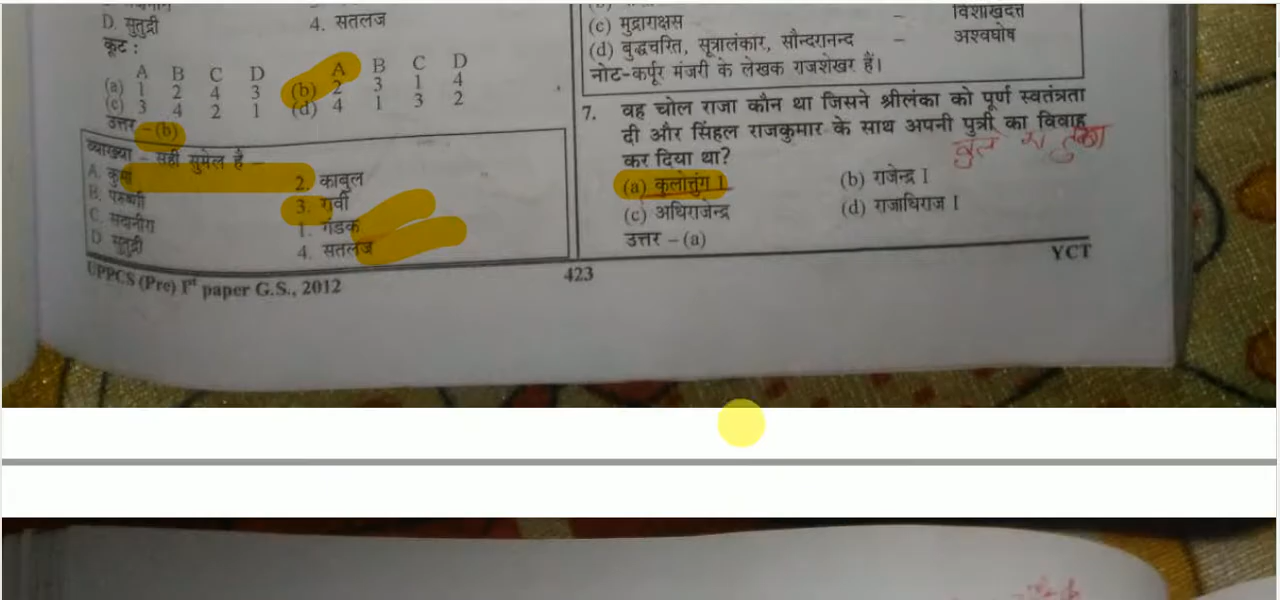 D. सुतुद्री 4. सतलज
कूट :
A B C D
(a) 1 2 4 3
(c) 3 4 2 1
A B C D
(b) 2 3 1 4
(d) 4 1 3 2
उत्तर –(b)
व्याख्या – सही सुमेल है –
A. कुभा 2. काबुल
B. परुष्णी 3. रावी
C. सदानीरा 1. गंडक
D. सुतुद्री 4. सतलज
UPPCS (Pre) Ist paper G.S., 2012
423
विशाखदत्त
(c) मुद्राराक्षस –
(d) बुद्धचरित, सूत्रालंकार, सौन्दरानन्द – अश्वघोष
नोट–कर्पूर मंजरी के लेखक राजशेखर हैं।
7. वह चोल राजा कौन था जिसने श्रीलंका को पूर्ण स्वतंत्रता
दी और सिंहल राजकुमार के साथ अपनी पुत्री का विवाह
कर दिया था?
(a) कुलोत्तुंग I (b) राजेन्द्र I
(c) अधिराजेन्द्र (d) राजाधिराज I
उत्तर –(a)
YCT